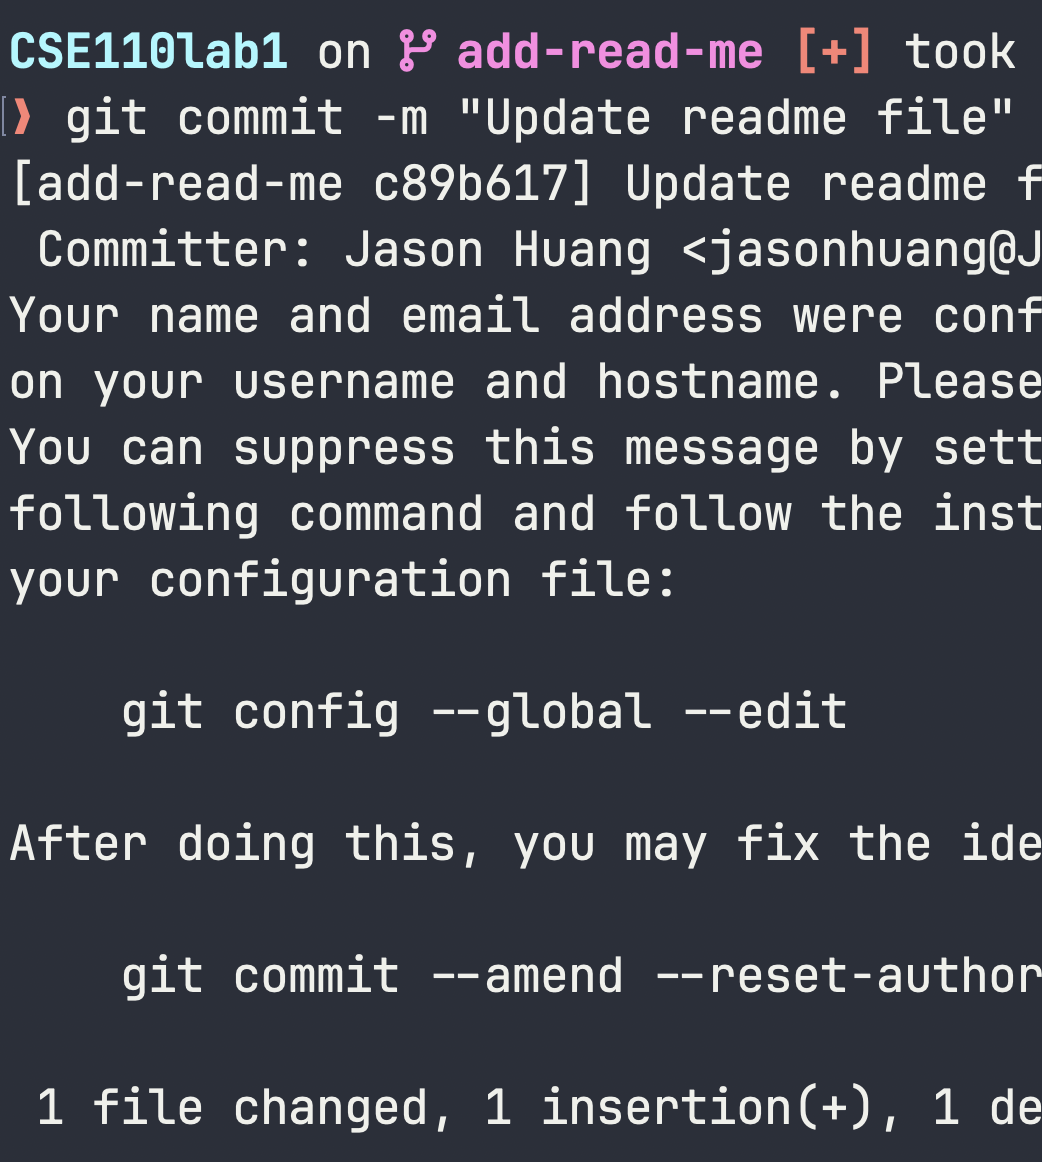 CSE110lab1 on add-read-me [+] took
❯ git commit -m "Update readme file"
[add-read-me c89b617] Update readme f
 Committer: Jason Huang <jasonhuang@J
Your name and email address were conf
on your username and hostname. Please
You can suppress this message by sett
following command and follow the inst
your configuration file:
    git config --global --edit
After doing this, you may fix the ide
    git commit --amend --reset-author
 1 file changed, 1 insertion(+), 1 de